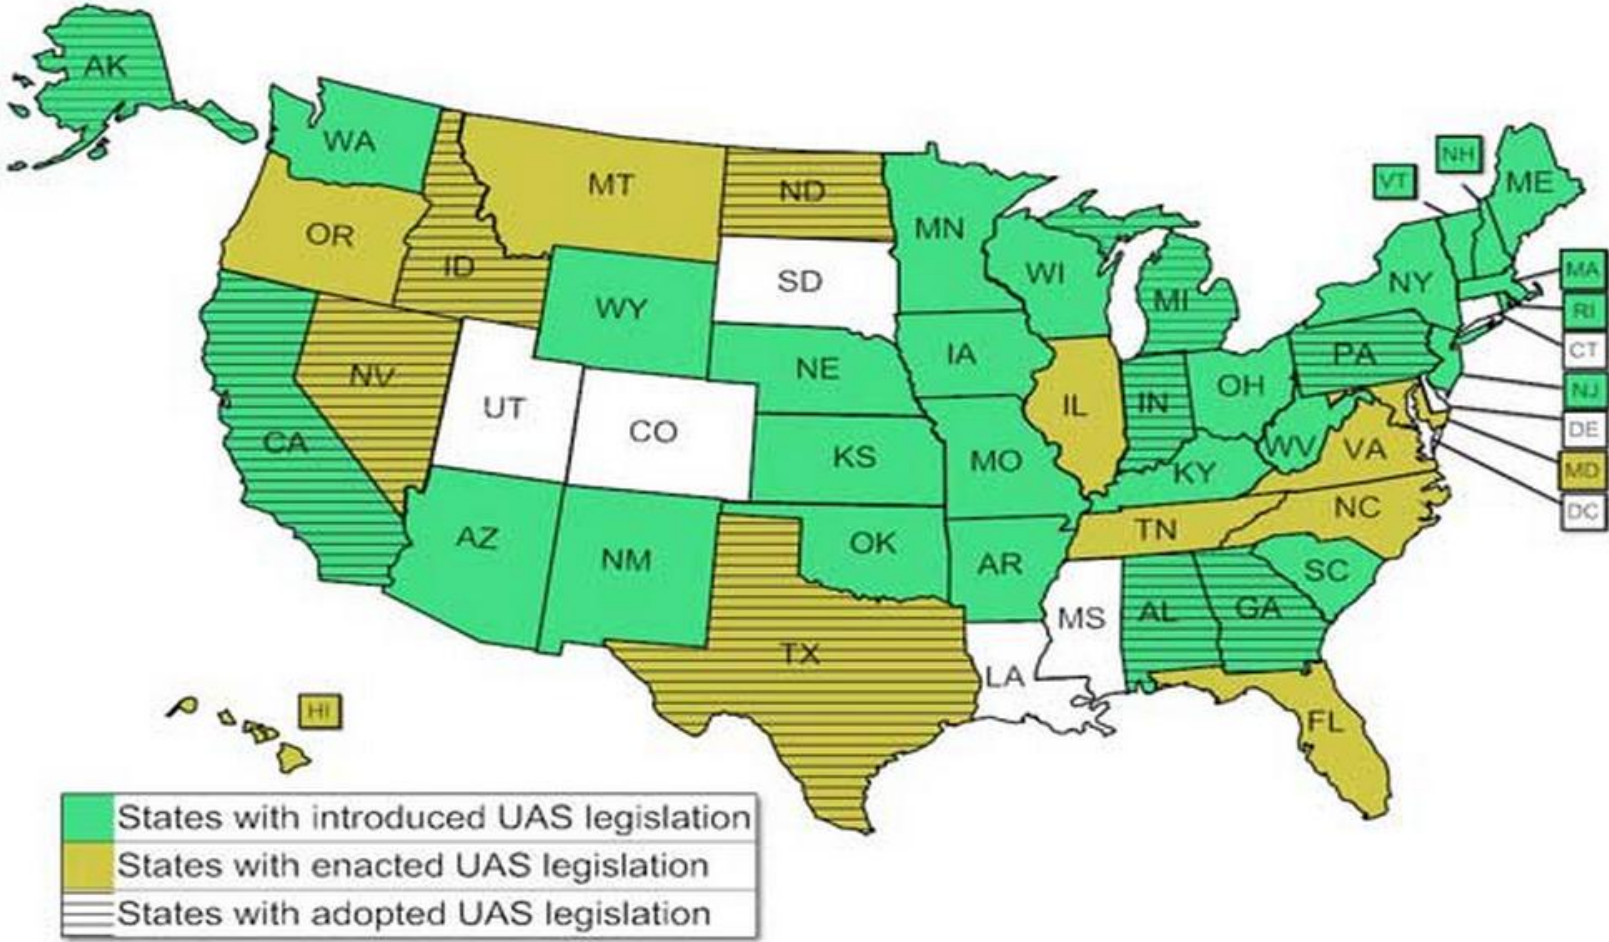 AK
WA
MT
ND
MN
OR
ID
SD
WI
MI
NY
VT
NH
ME
MA
RI
CT
NJ
DE
MD
DC
WY
NE
IA
NV
UT
CO
CA
KS
MO
IL
IN
OH
PA
WV
VA
KY
AZ
NM
OK
AR
TN
NC
SC
TX
LA
MS
AL
GA
FL
HI
States with introduced UAS legislation
States with enacted UAS legislation
States with adopted UAS legislation